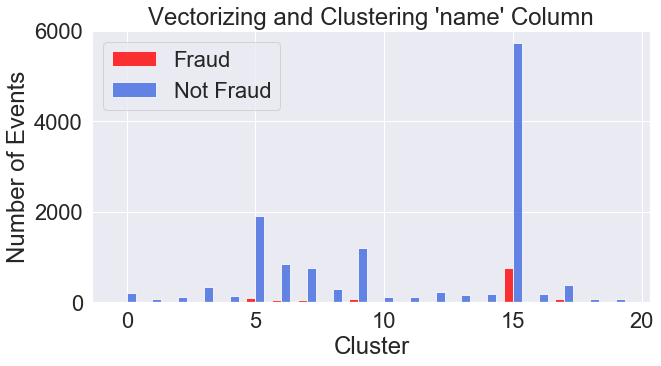 Vectorizing and Clustering 'name' Column
Fraud
Not Fraud
Number of Events
6000
4000
2000
0
0 5 10 15 20
Cluster